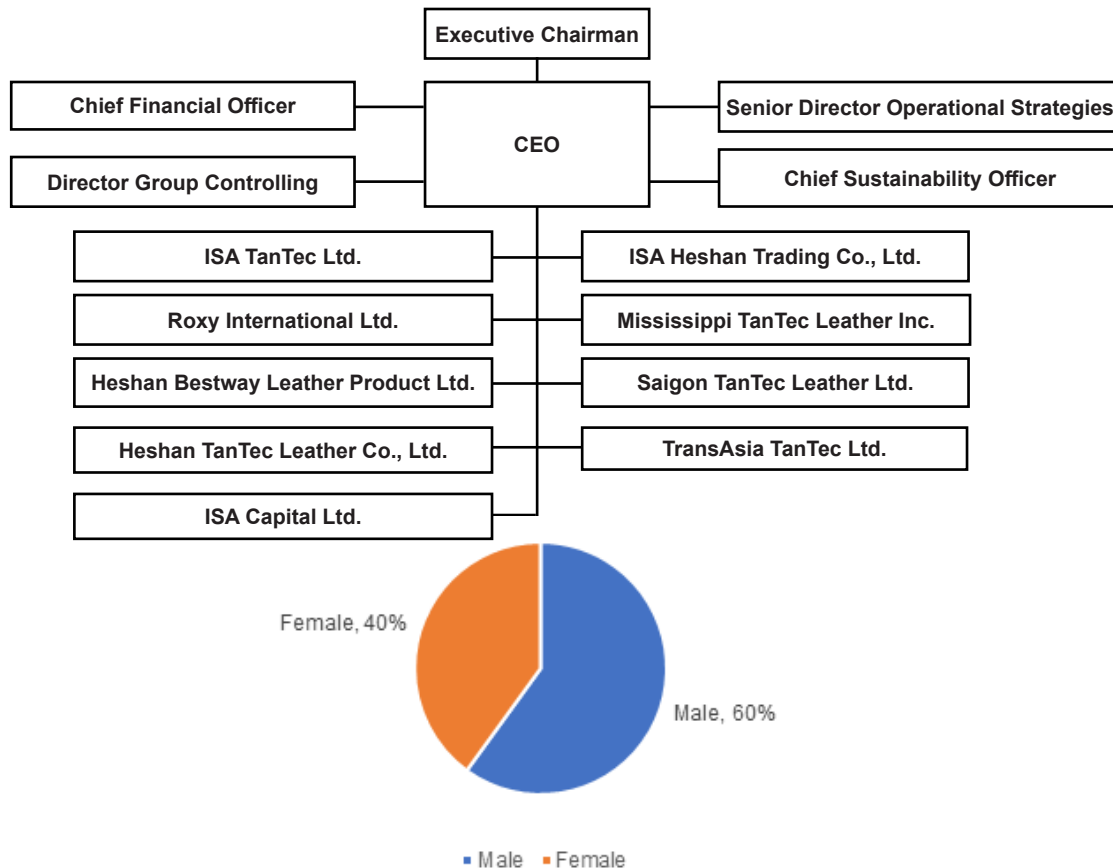 Executive Chairman
Chief Financial Officer
Senior Director Operational Strategies
CEO
Director Group Controlling
Chief Sustainability Officer
ISA TanTec Ltd.
ISA Heshan Trading Co., Ltd.
Roxy International Ltd.
Mississippi TanTec Leather Inc.
Heshan Bestway Leather Product Ltd.
Saigon TanTec Leather Ltd.
Heshan TanTec Leather Co., Ltd.
TransAsia TanTec Ltd.
ISA Capital Ltd.
Female, 40%
Male, 60%
Male
Female